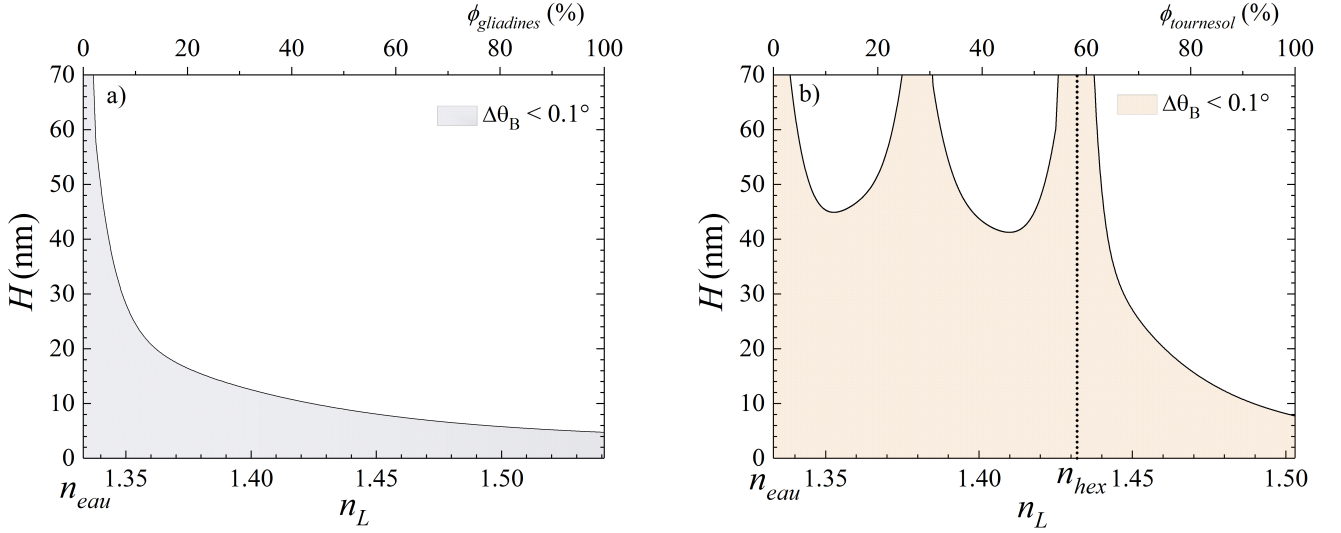 ϕgliadines (%)
0 20 40 60 80 100
70
60
50
40
30
20
10
0
H (nm)
a)
ΔθB < 0.1°
neau 1.35 1.40 1.45 1.50
nL
ϕtournesol (%)
0 20 40 60 80 100
70
60
50
40
30
20
10
0
H (nm)
b)
ΔθB < 0.1°
neau 1.35 1.40 nhex 1.45 1.50
nL